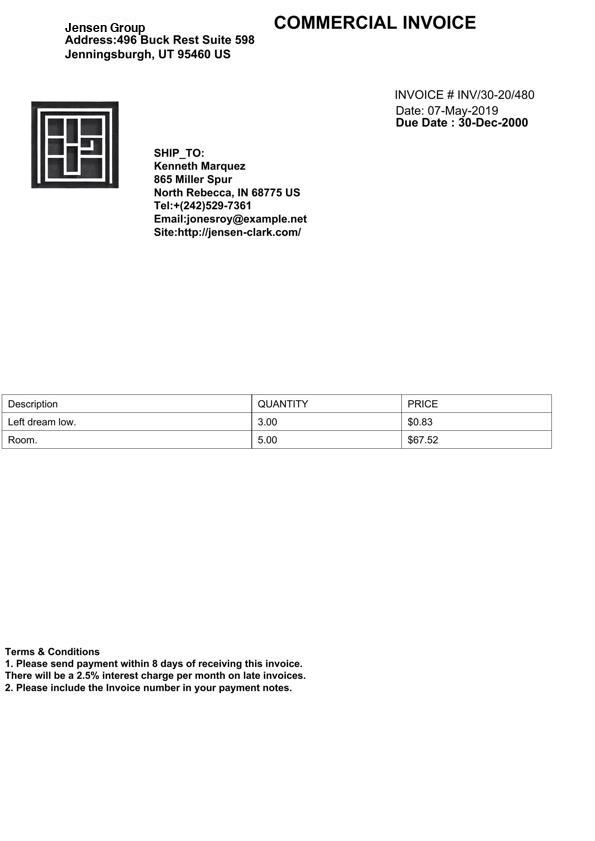 COMMERCIAL INVOICE
Jensen Group
Address:496 Buck Rest Suite 598
Jenningsburgh, UT 95460 US
INVOICE # INV/30-20/480
Date: 07-May-2019
Due Date : 30-Dec-2000
SHIP_TO:
Kenneth Marquez
865 Miller Spur
North Rebecca, IN 68775 US
Tel:+(242)529-7361
Email:jonesroy@example.net
Site:http://jensen-clark.com/
Description QUANTITY PRICE
Left dream low. 3.00 $0.83
Room. 5.00 $67.52
Terms & Conditions
1. Please send payment within 8 days of receiving this invoice.
There will be a 2.5% interest charge per month on late invoices.
2. Please include the Invoice number in your payment notes.